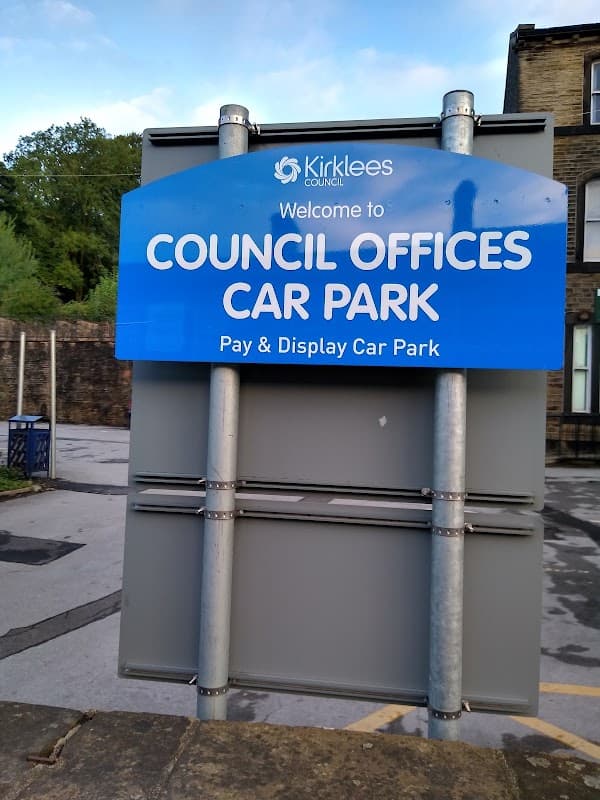 Kirklees
COUNCIL
Welcome to
COUNCIL OFFICES
CAR PARK
Pay & Display Car Park